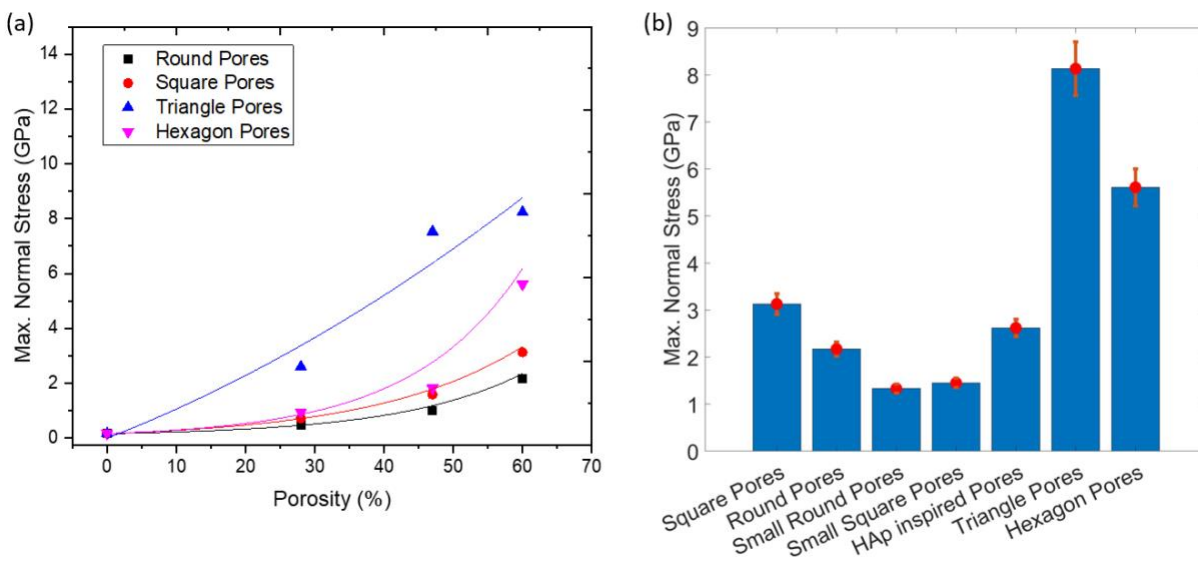 (a)
Max. Normal Stress (GPa)
14
12
10
8
6
4
2
0
Round Pores
Square Pores
Triangle Pores
Hexagon Pores
0 10 20 30 40 50 60 70
Porosity (%)
(b)
Max. Normal Stress (GPa)
9
8
7
6
5
4
3
2
1
0
Square Pores
Round Pores
Small Round Pores
Small Square Pores
HAp inspired Pores
Triangle Pores
Hexagon Pores